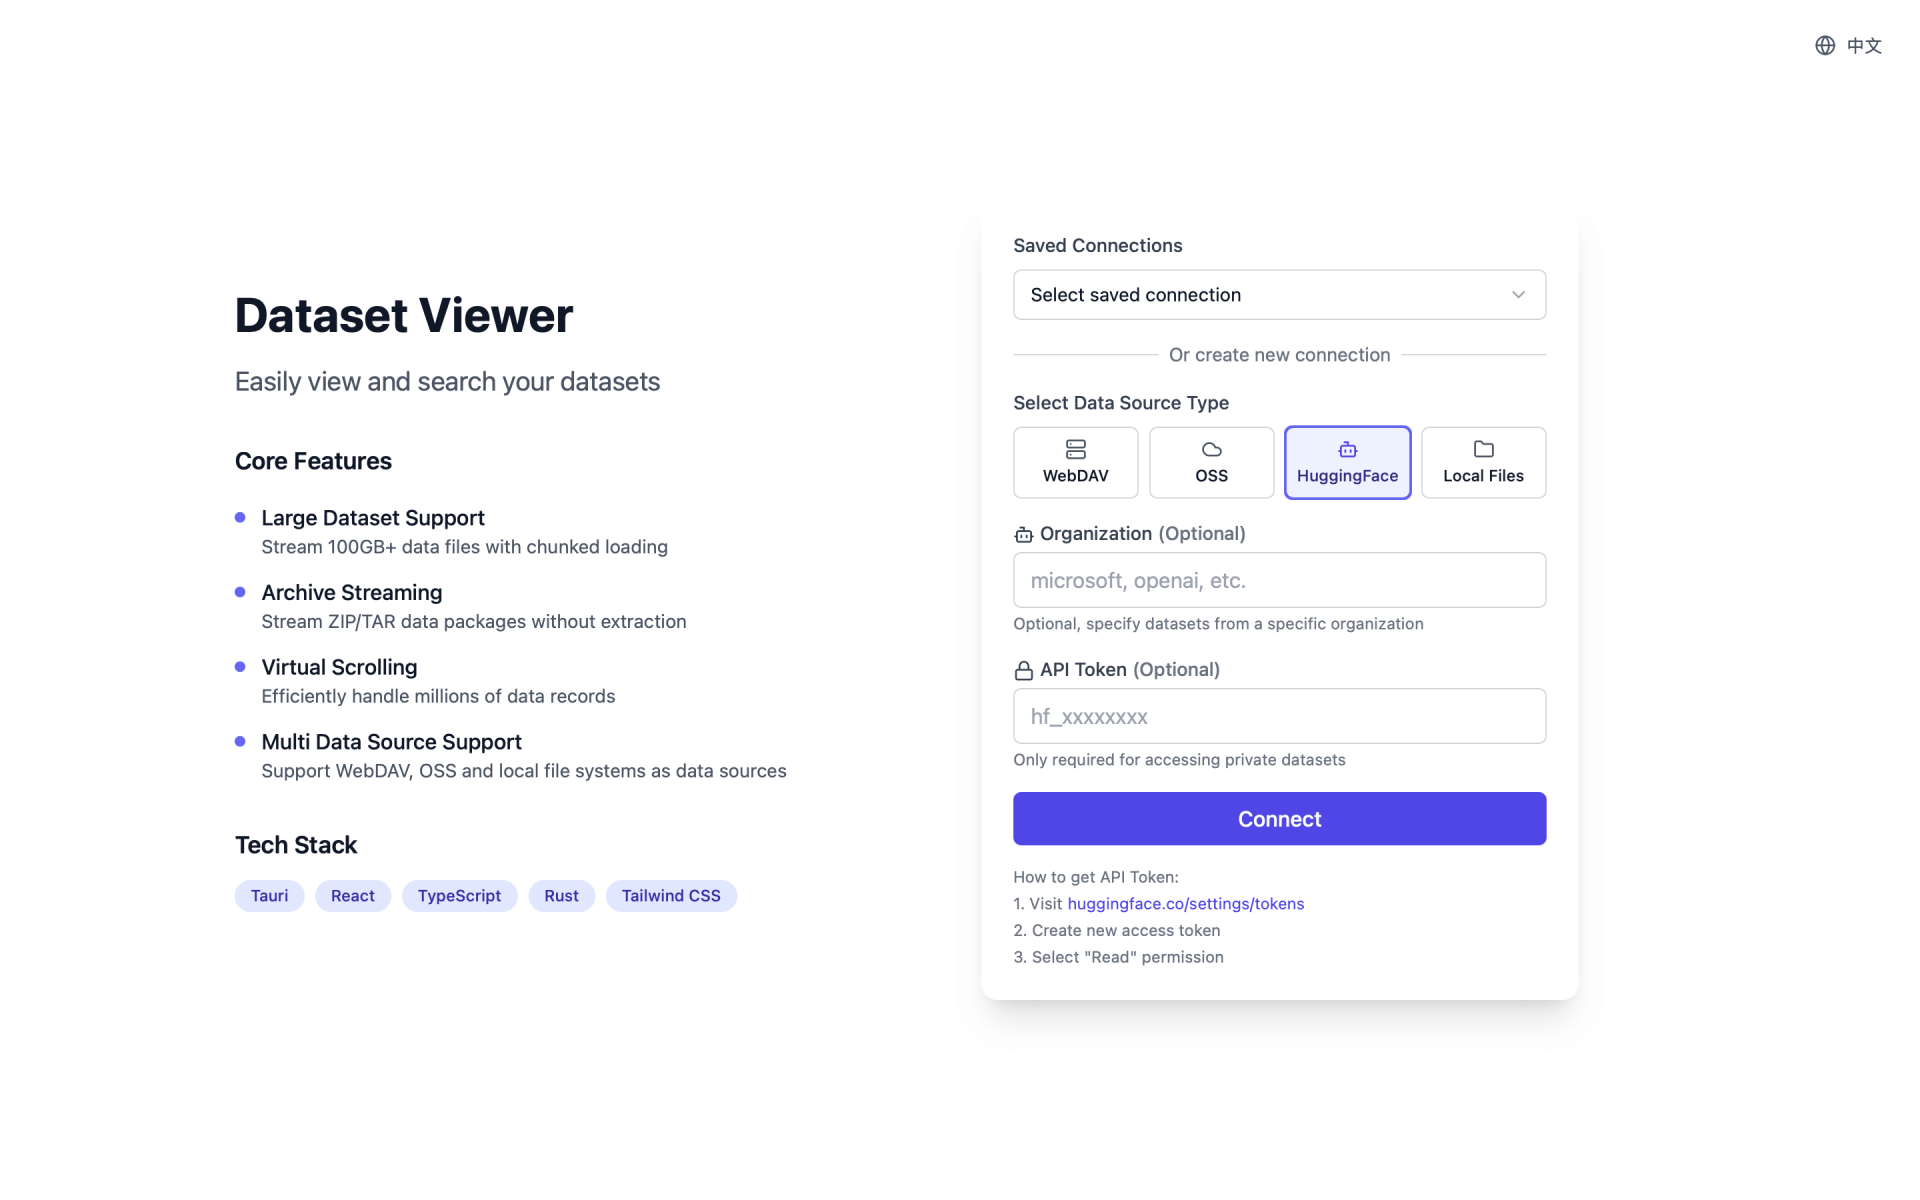 中文
Dataset Viewer
Easily view and search your datasets
Core Features
Large Dataset Support
Stream 100GB+ data files with chunked loading
Archive Streaming
Stream ZIP/TAR data packages without extraction
Virtual Scrolling
Efficiently handle millions of data records
Multi Data Source Support
Support WebDAV, OSS and local file systems as data sources
Tech Stack
Tauri React TypeScript Rust Tailwind CSS
Saved Connections
Select saved connection
Or create new connection
Select Data Source Type
WebDAV OSS HuggingFace Local Files
Organization (Optional)
microsoft, openai, etc.
Optional, specify datasets from a specific organization
API Token (Optional)
hf_xxxxxxxx
Only required for accessing private datasets
Connect
How to get API Token:
1. Visit huggingface.co/settings/tokens
2. Create new access token
3. Select "Read" permission